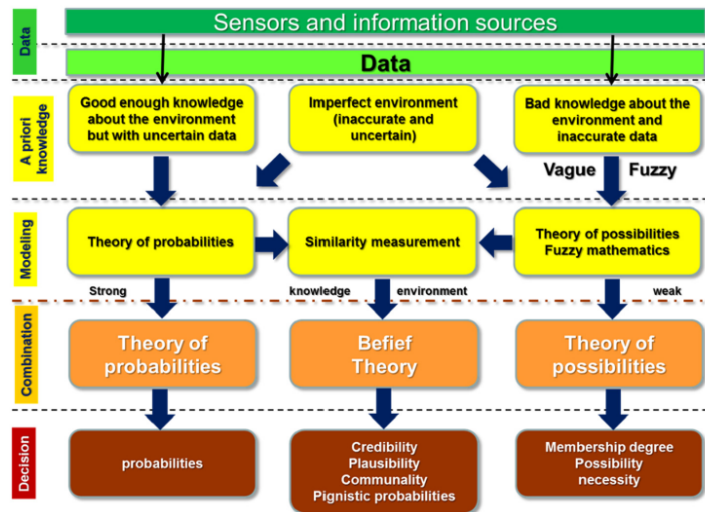 Data
Sensors and information sources
Data
A priori
knowledge
Good enough knowledge
about the environment
but with uncertain data
Imperfect environment
(inaccurate and
uncertain)
Bad knowledge about the
environment and
inaccurate data
Vague Fuzzy
Modeling
Theory of probabilities
Similarity measurement
Theory of possibilities
Fuzzy mathematics
Strong knowledge environment weak
Combination
Theory of
probabilities
Befief
Theory
Theory of
possibilities
Decision
probabilities
Credibility
Plausibility
Communality
Pignistic probabilities
Membership degree
Possibility
necessity